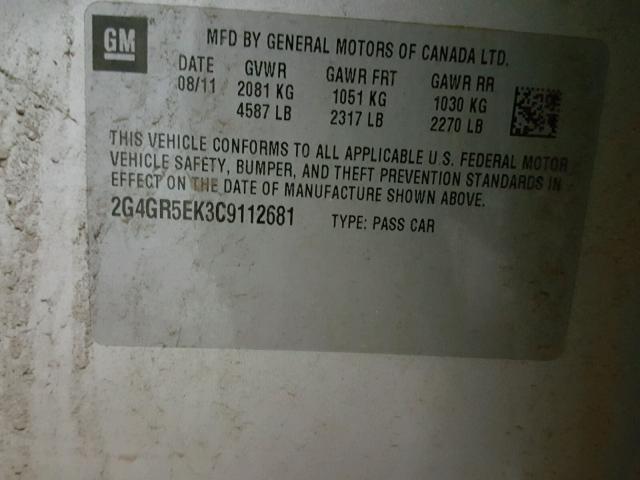 GM
MFD BY GENERAL MOTORS OF CANADA LTD.
DATE GVWR GAWR FRT GAWR RR
08/11 2081 KG 1051 KG 1030 KG
4587 LB 2317 LB 2270 LB
THIS VEHICLE CONFORMS TO ALL APPLICABLE U.S. FEDERAL MOTOR
VEHICLE SAFETY, BUMPER, AND THEFT PREVENTION STANDARDS IN
EFFECT ON THE DATE OF MANUFACTURE SHOWN ABOVE.
2G4GR5EK3C9112681 TYPE: PASS CAR